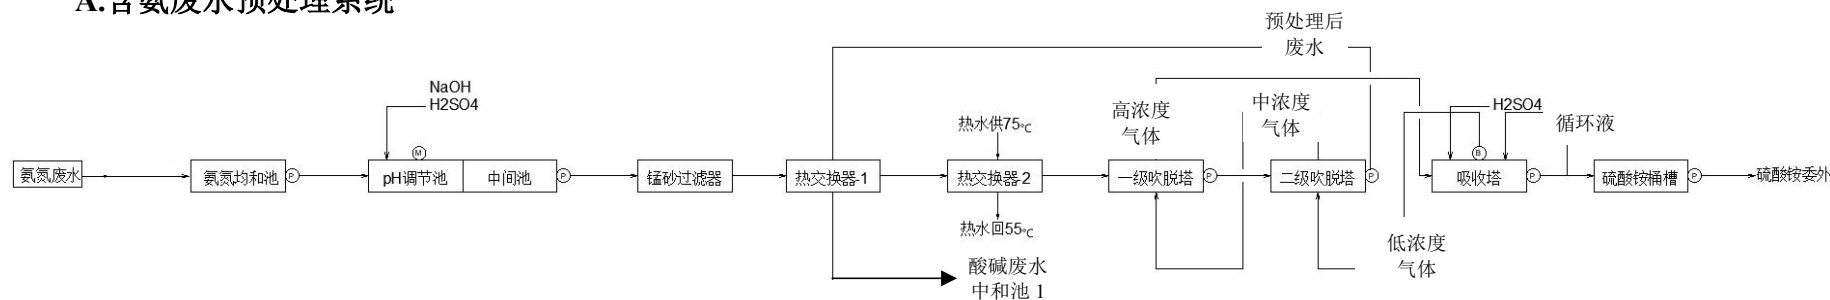 A.含氨废水预处理系统
预处理后
废水
NaOH
H2SO4
热水供75℃
高浓度
气体
中浓度
气体
H2SO4
循环液
氨氮废水
氨氮均和池
P
pH调节池
M
中间池
P
锰砂过滤器
热交换器-1
热交换器-2
一级吹脱塔
P
二级吹脱塔
P
吸收塔
B
P
硫酸铵桶槽
P
硫酸铵委外
热水回55℃
低浓度
气体
酸碱废水
中和池 1